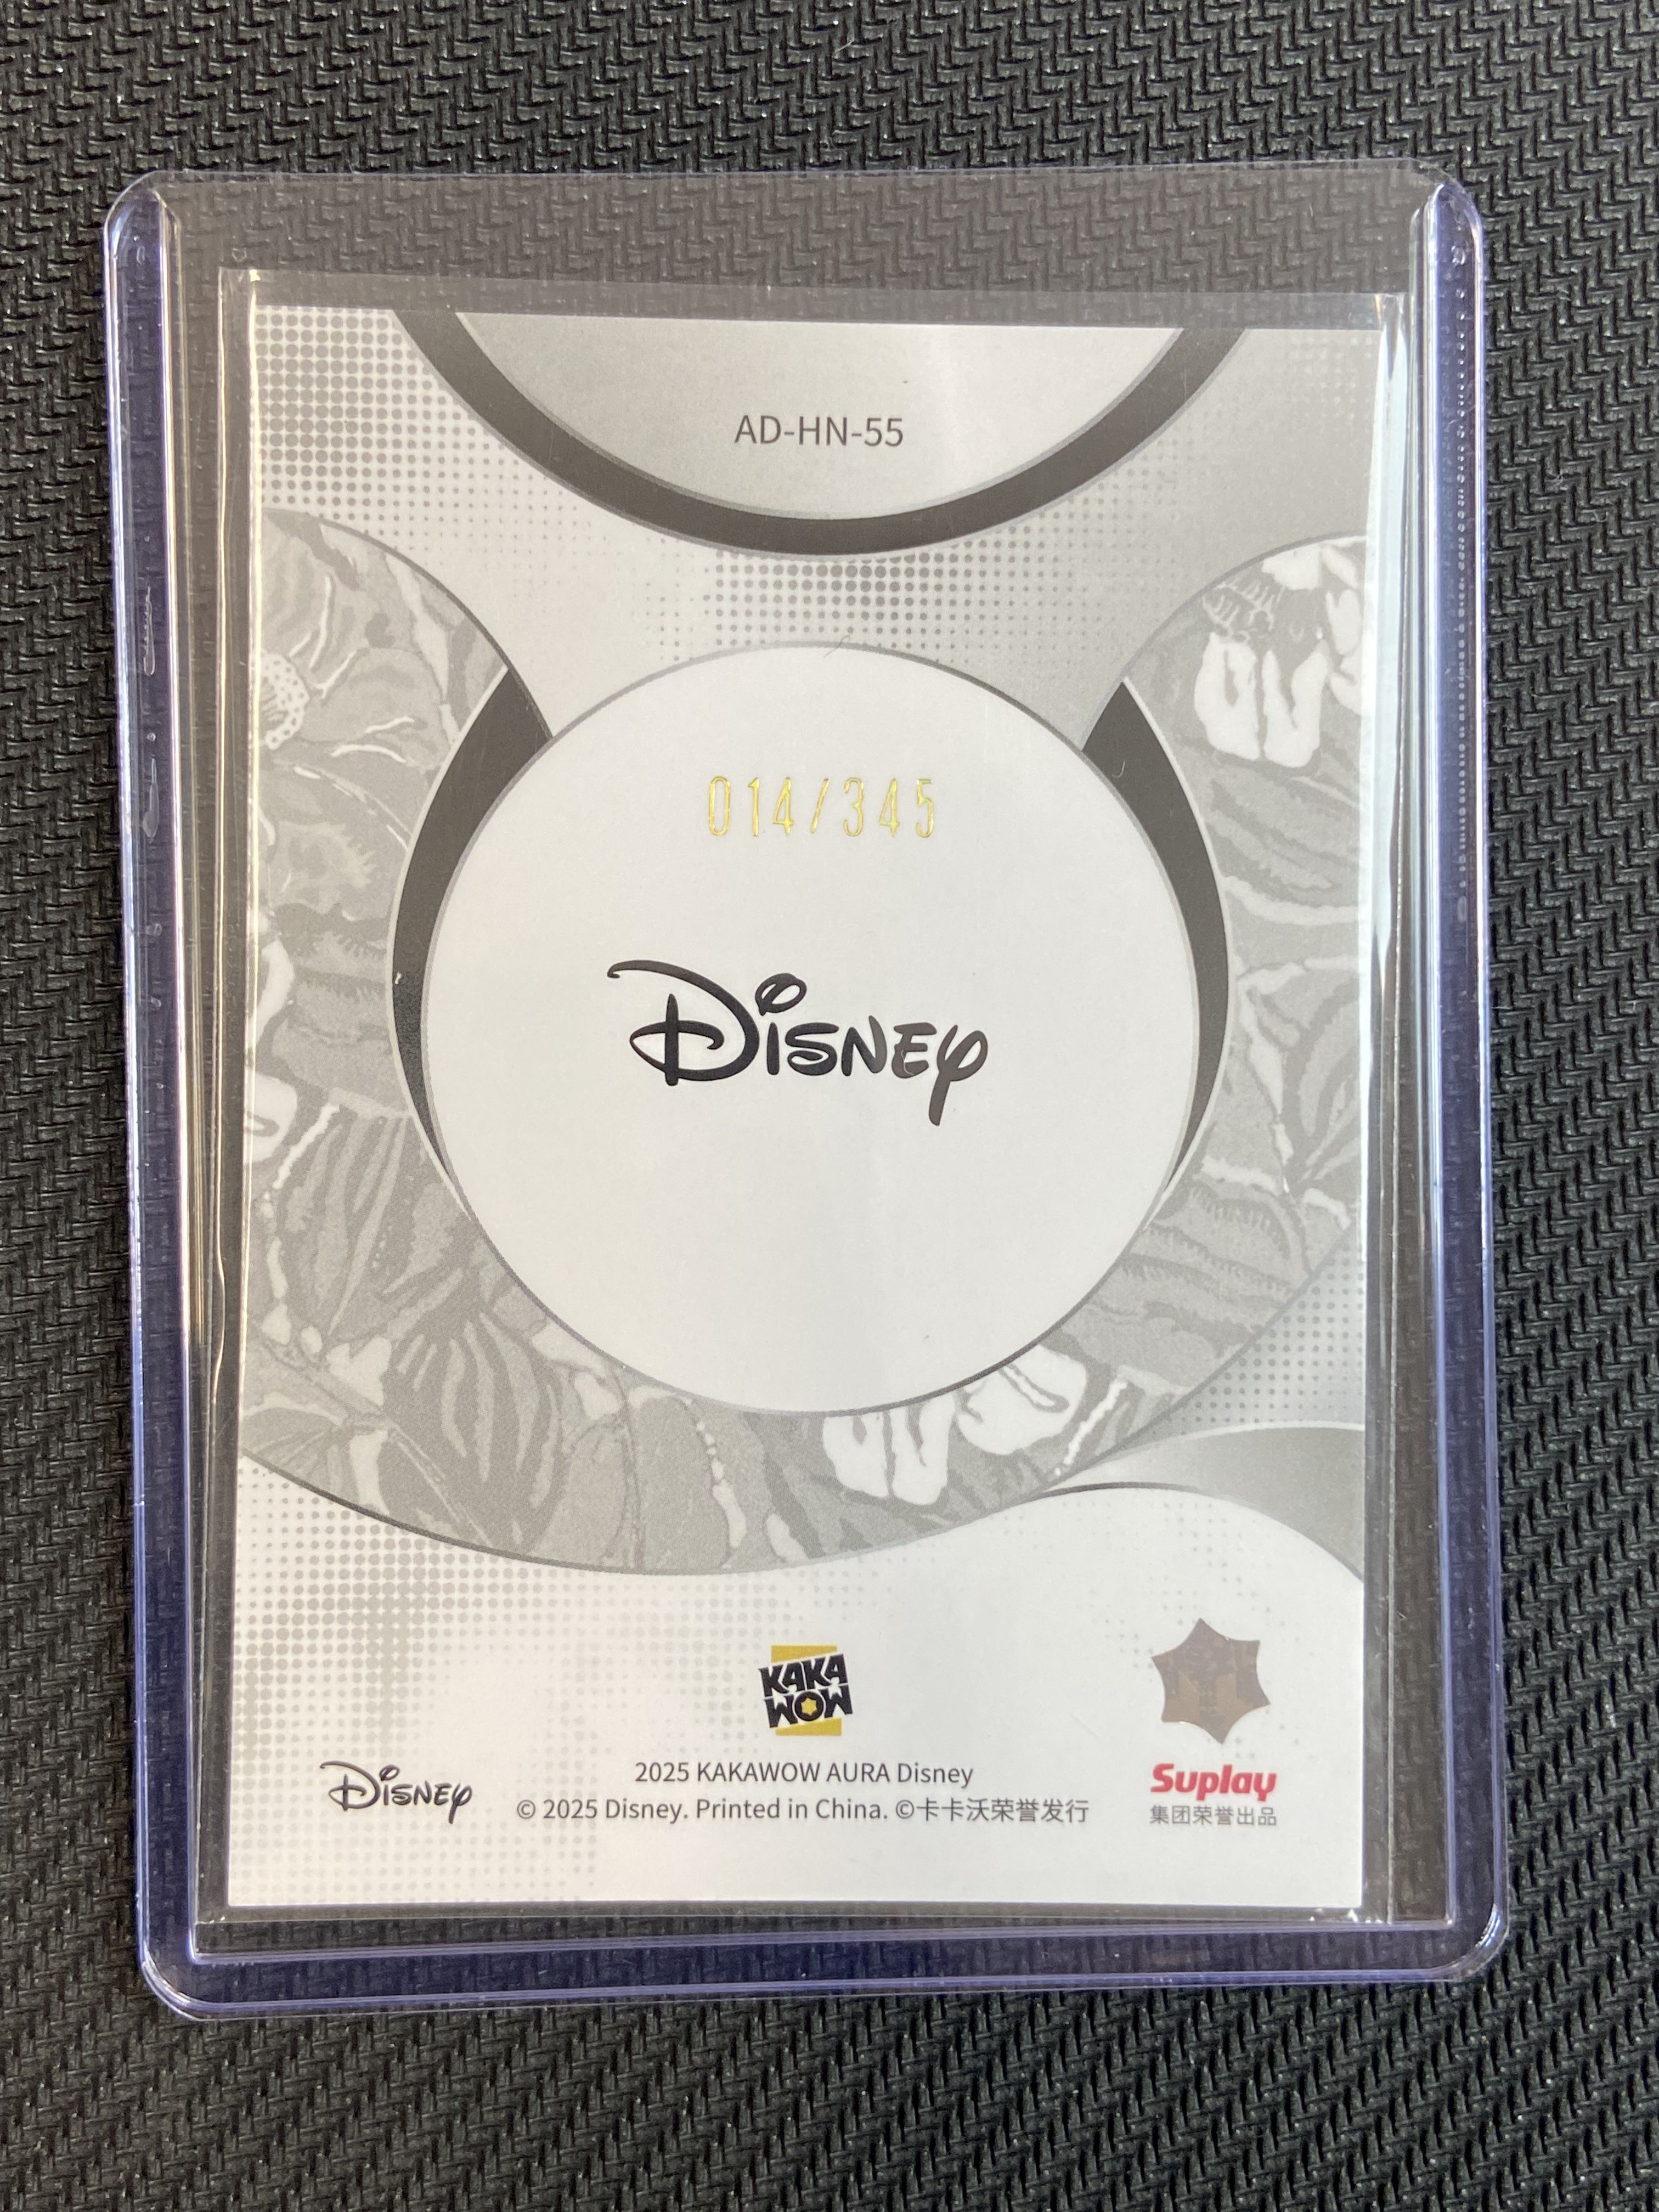 AD-HN-55
014/345
Disney
KAKA
WOW
Disney
2025 KAKAWOW AURA Disney
© 2025 Disney. Printed in China. ©卡卡沃荣誉发行
Suplay
集团荣誉出品